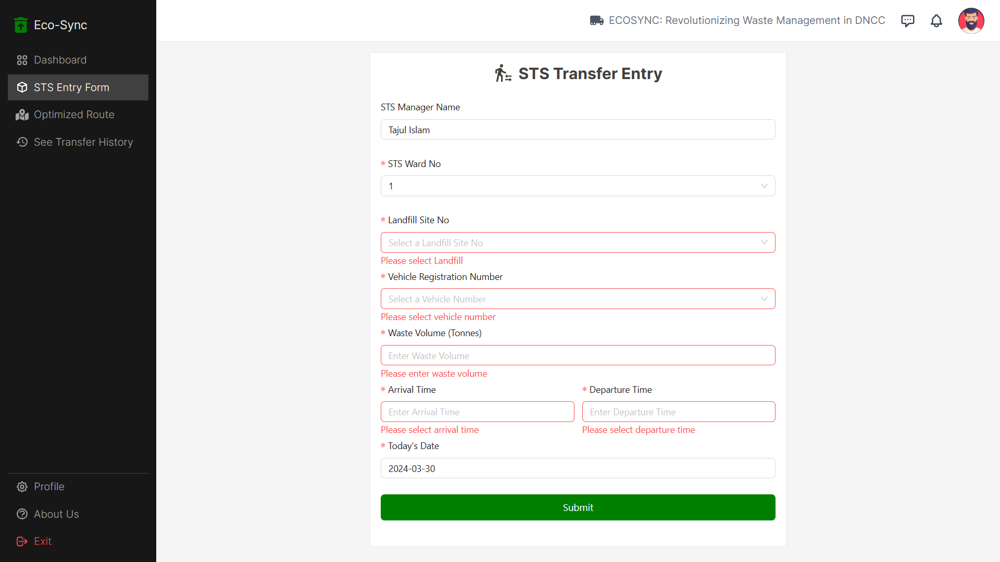 Eco-Sync
Dashboard
STS Entry Form
Optimized Route
See Transfer History
Profile
About Us
Exit
ECOSYNC: Revolutionizing Waste Management in DNCC
STS Transfer Entry
STS Manager Name
Tajul Islam
* STS Ward No
1
* Landfill Site No
Select a Landfill Site No
Please select Landfill
* Vehicle Registration Number
Select a Vehicle Number
Please select vehicle number
* Waste Volume (Tonnes)
Enter Waste Volume
Please enter waste volume
* Arrival Time
Enter Arrival Time
Please select arrival time
* Departure Time
Enter Departure Time
Please select departure time
* Today's Date
2024-03-30
Submit